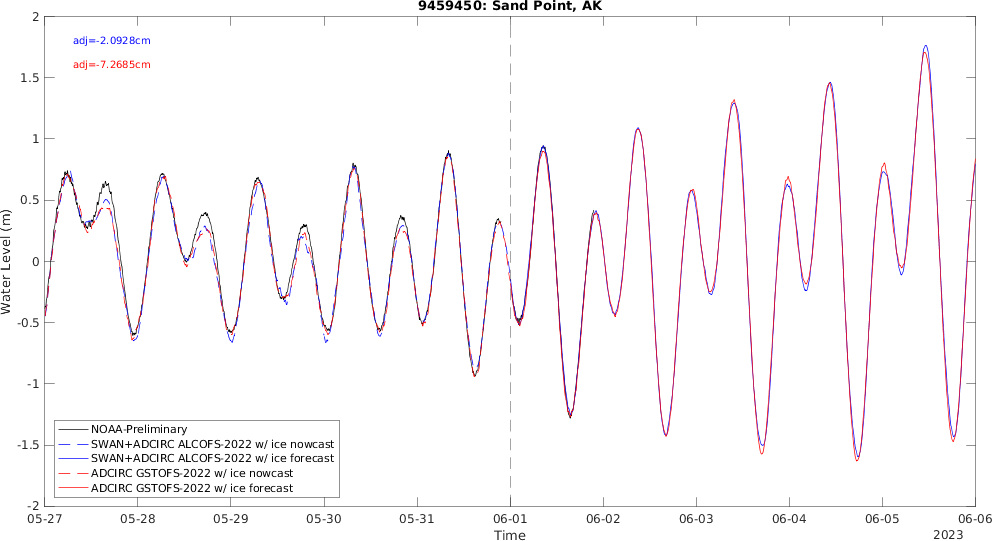 9459450: Sand Point, AK
adj=-2.0928cm
adj=-7.2685cm
Water Level (m)
2
1.5
1
0.5
0
-0.5
-1
-1.5
-2
NOAA-Preliminary
SWAN+ADCIRC ALCOFS-2022 w/ ice nowcast
SWAN+ADCIRC ALCOFS-2022 w/ ice forecast
ADCIRC GSTOFS-2022 w/ ice nowcast
ADCIRC GSTOFS-2022 w/ ice forecast
05-27 05-28 05-29 05-30 05-31 06-01 06-02 06-03 06-04 06-05 06-06
Time
2023